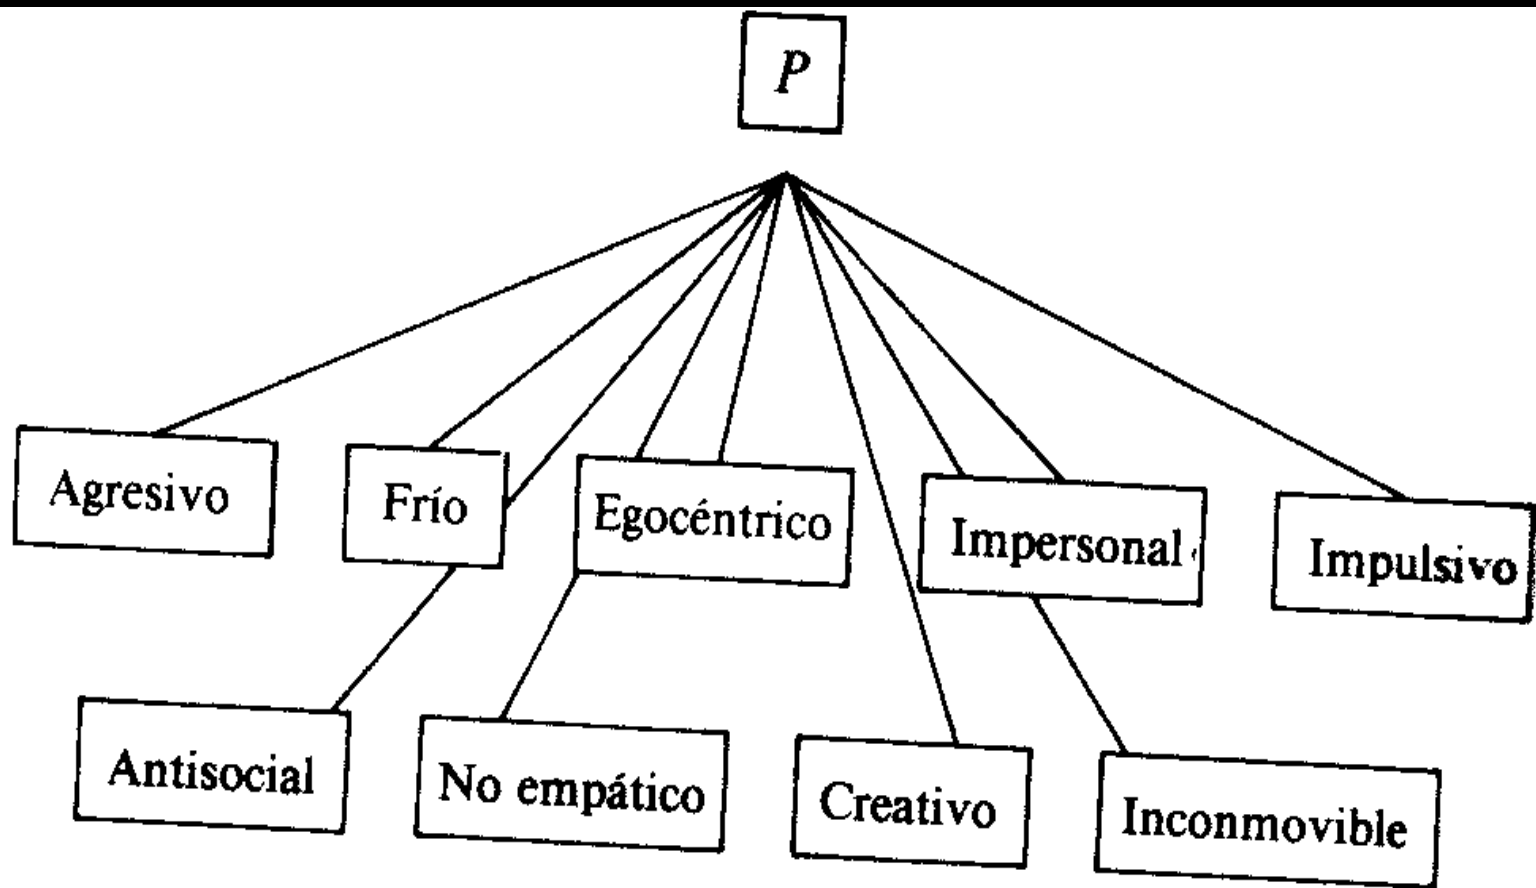 P
Agresivo
Frío
Egocéntrico
Impersonal
Impulsivo
Antisocial
No empático
Creativo
Inconmovible